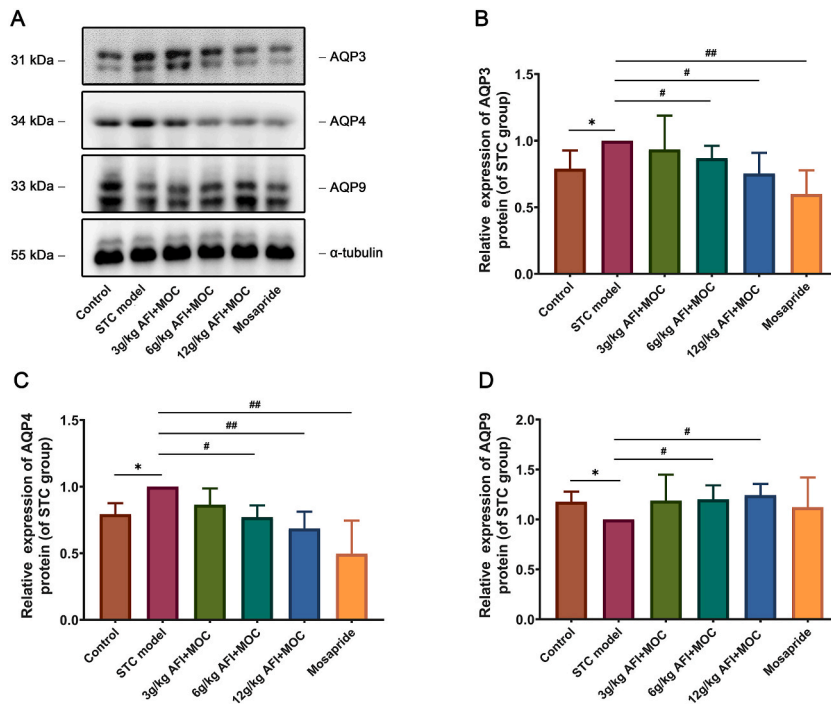 A
31 kDa –
– AQP3
34 kDa –
– AQP4
33 kDa –
– AQP9
55 kDa –
– α-tubulin
Control
STC model
3g/kg AFI+MOC
6g/kg AFI+MOC
12g/kg AFI+MOC
Mosapride
B
Relative expression of AQP3
protein (of STC group)
1.5
1.0
0.5
0.0
*
#
#
##
Control
STC model
3g/kg AFI+MOC
6g/kg AFI+MOC
12g/kg AFI+MOC
Mosapride
C
Relative expression of AQP4
protein (of STC group)
1.5
1.0
0.5
0.0
*
#
##
##
Control
STC model
3g/kg AFI+MOC
6g/kg AFI+MOC
12g/kg AFI+MOC
Mosapride
D
Relative expression of AQP9
protein (of STC group)
2.0
1.5
1.0
0.5
0.0
*
#
#
Control
STC model
3g/kg AFI+MOC
6g/kg AFI+MOC
12g/kg AFI+MOC
Mosapride